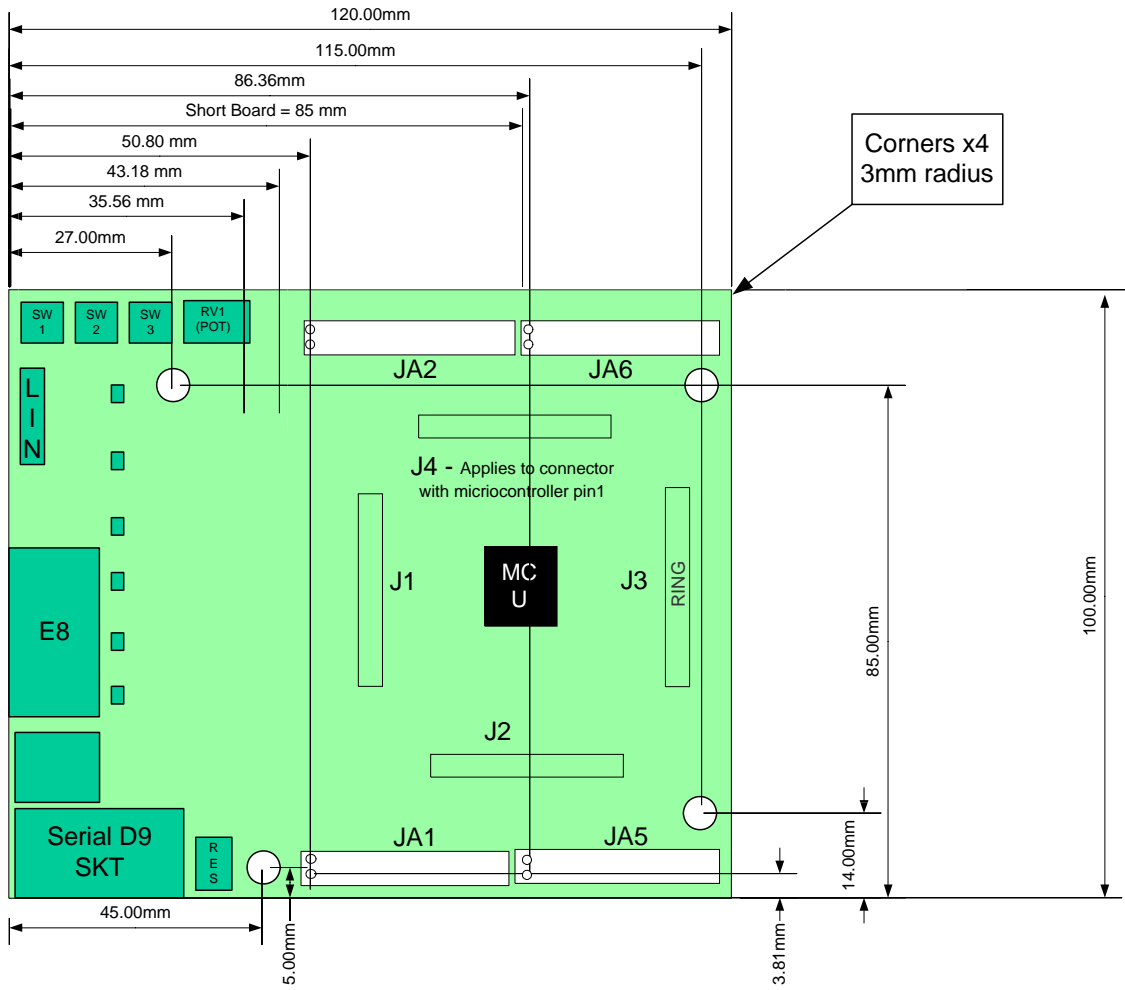 120.00mm
115.00mm
86.36mm
Short Board = 85 mm
50.80 mm
43.18 mm
35.56 mm
27.00mm
Corners x4
3mm radius
SW
1
SW
2
SW
3
RV1
(POT)
JA2
JA6
L
I
N
J4 - Applies to connector
with micriocontroller pin1
J1
MC
U
J3
RING
E8
85.00mm
100.00mm
J2
Serial D9
SKT
R
E
S
JA1
JA5
14.00mm
45.00mm
5.00mm
3.81mm